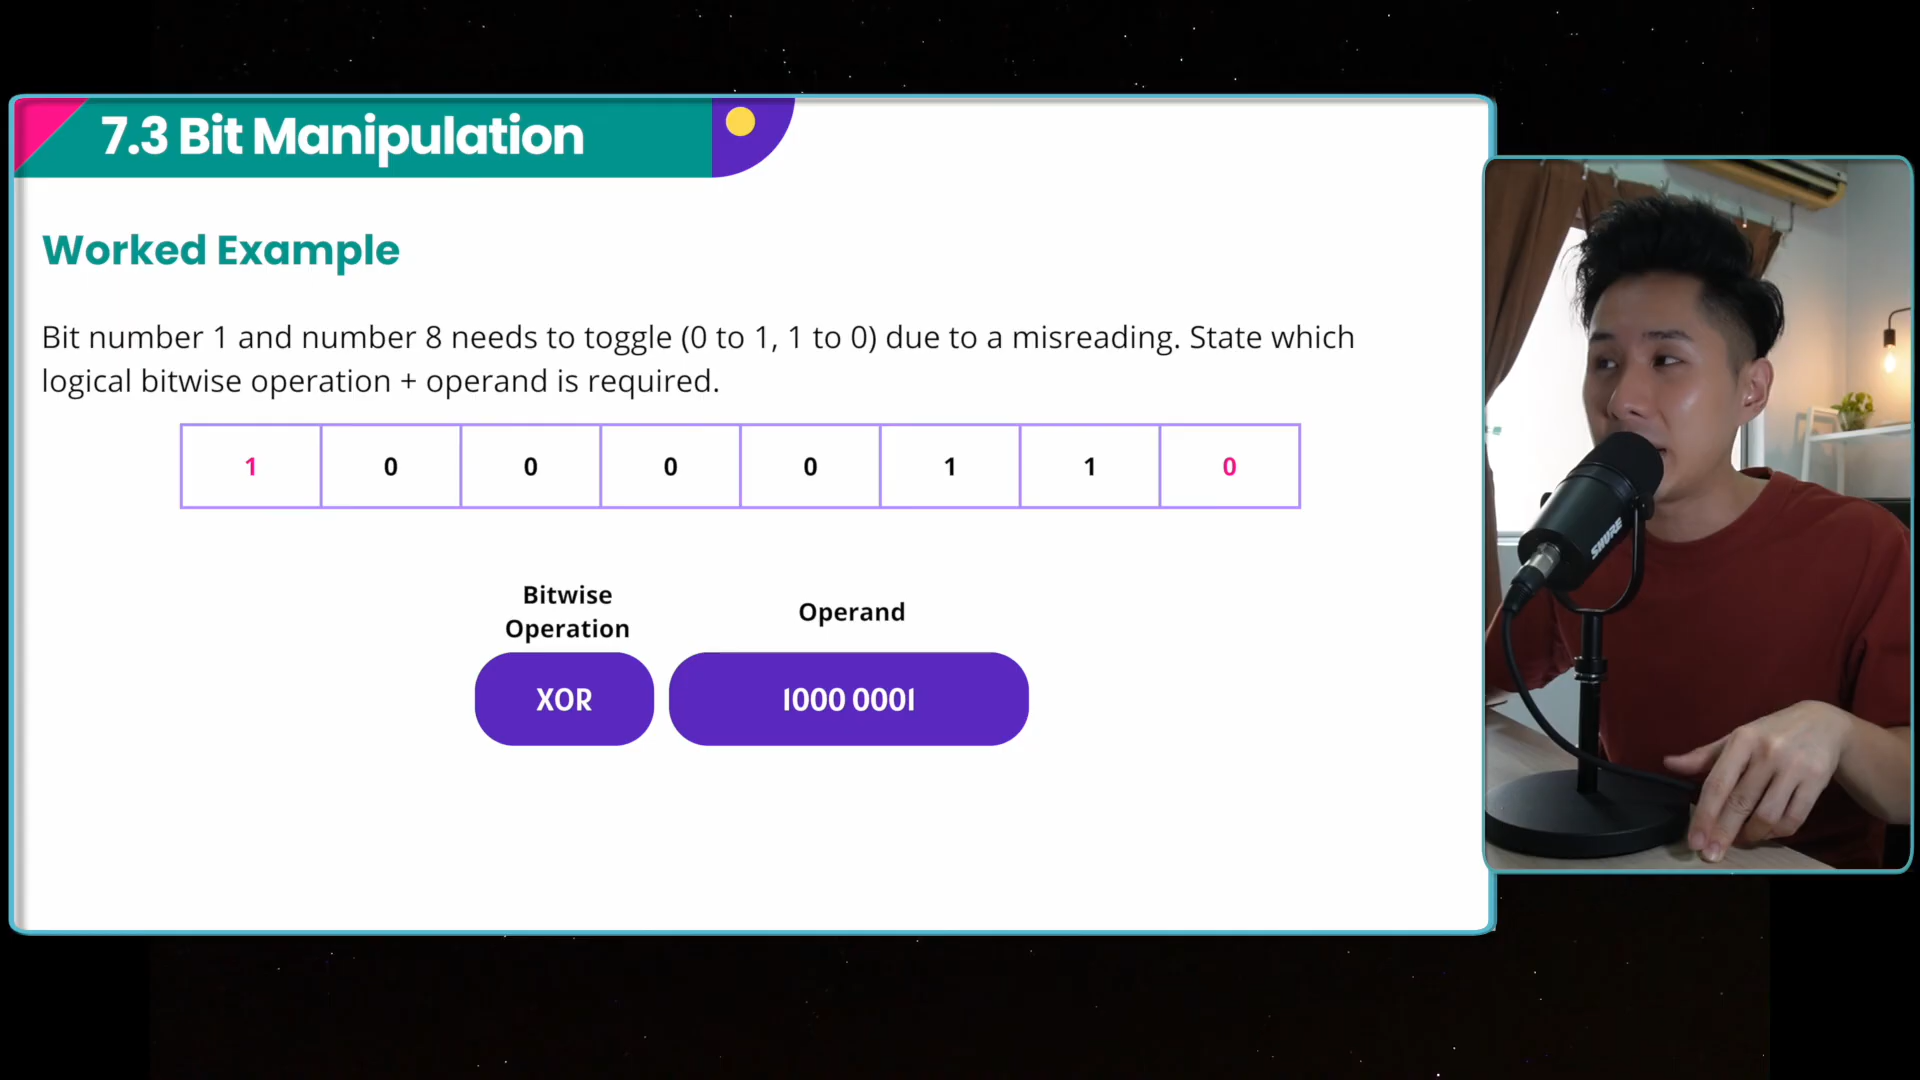 7.3 Bit Manipulation
Worked Example
Bit number 1 and number 8 needs to toggle (0 to 1, 1 to 0) due to a misreading. State which
logical bitwise operation + operand is required.
1 0 0 0 0 1 1 0
Bitwise
Operation
Operand
XOR
1000 0001
SHURE